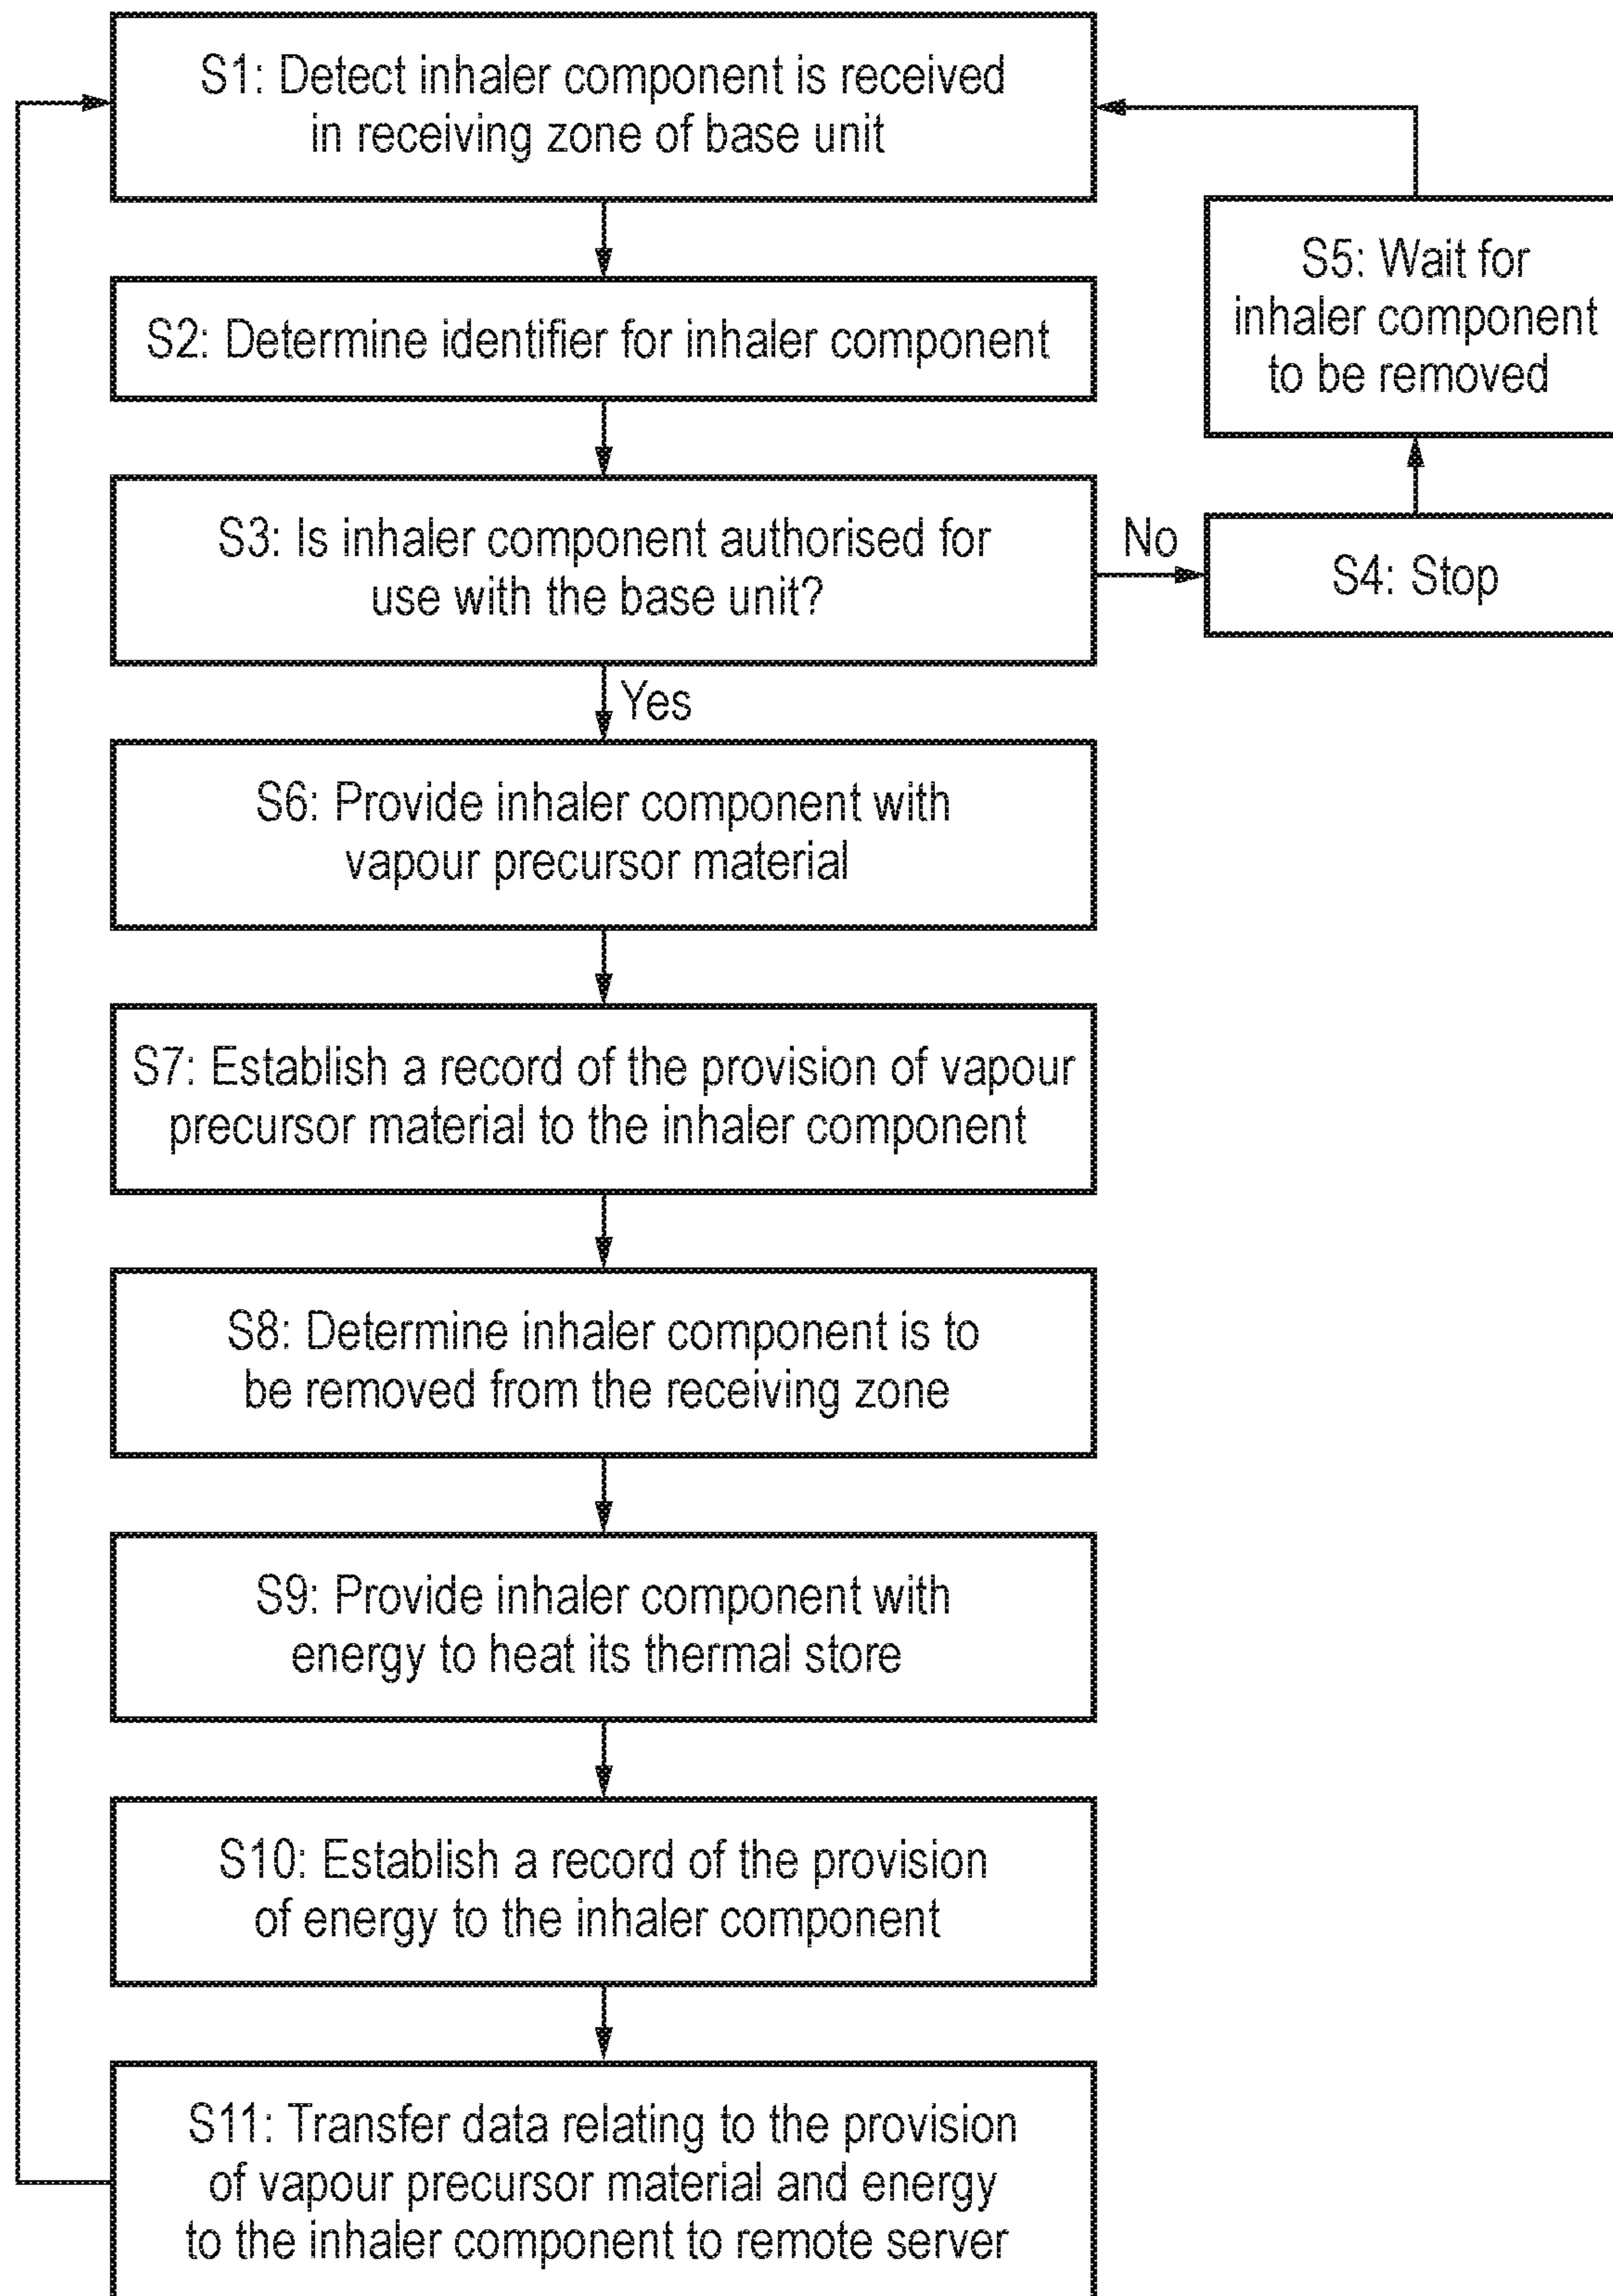 S1: Detect inhaler component is received
in receiving zone of base unit
S2: Determine identifier for inhaler component
S3: Is inhaler component authorised for
use with the base unit?
No
S4: Stop
S5: Wait for
inhaler component
to be removed
Yes
S6: Provide inhaler component with
vapour precursor material
S7: Establish a record of the provision of vapour
precursor material to the inhaler component
S8: Determine inhaler component is to
be removed from the receiving zone
S9: Provide inhaler component with
energy to heat its thermal store
S10: Establish a record of the provision
of energy to the inhaler component
S11: Transfer data relating to the provision
of vapour precursor material and energy
to the inhaler component to remote server